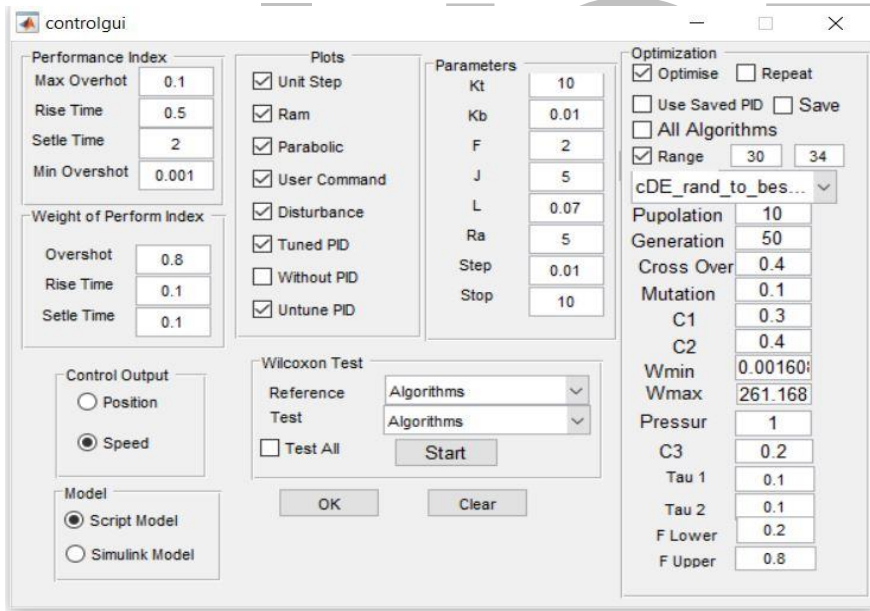 controlgui
Performance Index
Max Overhot 0.1
Rise Time 0.5
Setle Time 2
Min Overshot 0.001
Weight of Perform Index
Overshot 0.8
Rise Time 0.1
Setle Time 0.1
Control Output
Position
Speed
Model
Script Model
Simulink Model
Plots
Unit Step
Ram
Parabolic
User Command
Disturbance
Tuned PID
Without PID
Untune PID
Parameters
Kt 10
Kb 0.01
F 2
J 5
L 0.07
Ra 5
Step 0.01
Stop 10
Wilcoxon Test
Reference Algorithms
Test Algorithms
Test All Start
OK Clear
Optimization
Optimise Repeat
Use Saved PID Save
All Algorithms
Range 30 34
cDE_rand_to_bes...
Pupolation 10
Generation 50
Cross Over 0.4
Mutation 0.1
C1 0.3
C2 0.4
Wmin 0.00160
Wmax 261.168
Pressur 1
C3 0.2
Tau 1 0.1
Tau 2 0.1
F Lower 0.2
F Upper 0.8